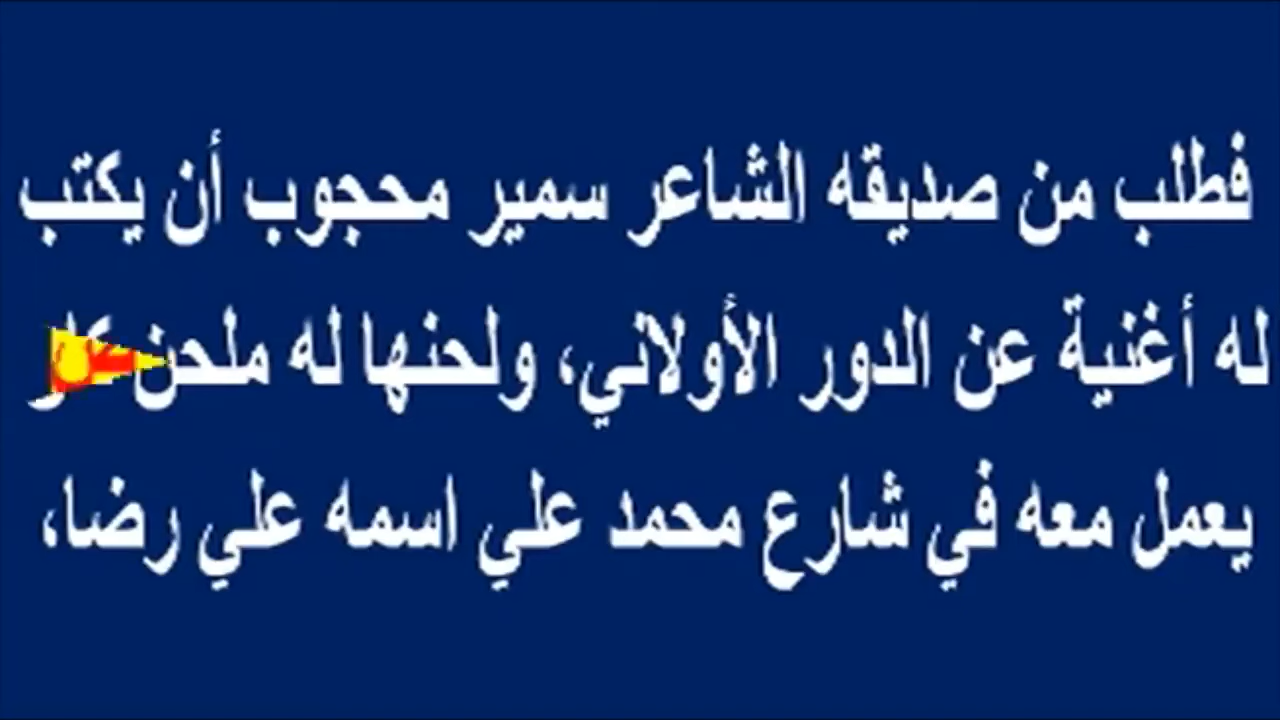 فطلب من صديقه الشاعر سمير محجوب أن يكتب
له أغنية عن الدور الأولاني، ولحنها له ملحن
يعمل معه في شارع محمد علي اسمه علي رضا،